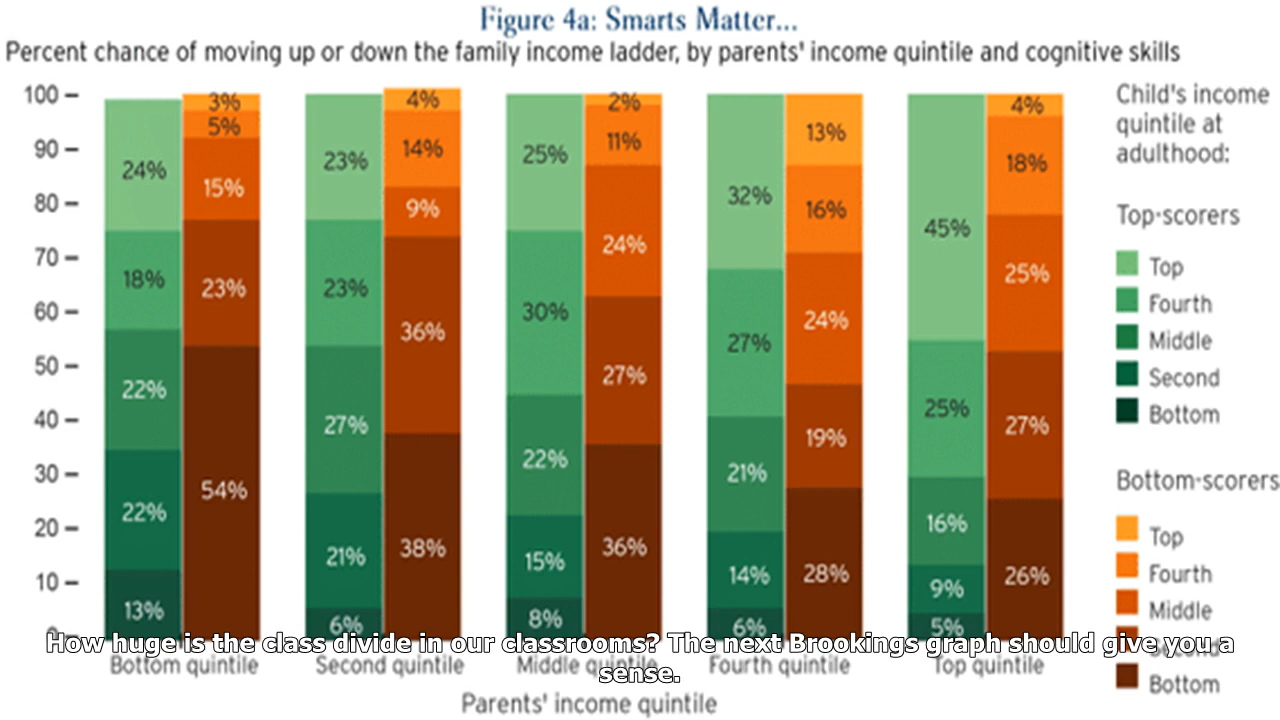 Figure 4a: Smarts Matter...
Percent chance of moving up or down the family income ladder, by parents' income quintile and cognitive skills
100
90
80
70
60
50
40
30
20
10
24%
18%
22%
22%
13%
3%
5%
15%
23%
54%
23%
23%
27%
21%
6%
4%
14%
9%
36%
38%
25%
30%
22%
15%
8%
2%
11%
24%
27%
36%
32%
27%
21%
14%
6%
13%
16%
24%
19%
28%
45%
25%
16%
9%
5%
4%
18%
25%
27%
26%
Child's income
quintile at
adulthood:
Top-scorers
Top
Fourth
Middle
Second
Bottom
Bottom-scorers
Top
Fourth
Middle
Second
Bottom
Bottom quintile
Second quintile
Middle quintile
Fourth quintile
Top quintile
Parents' income quintile
How huge is the class divide in our classrooms? The next Brookings graph should give you a
sense.